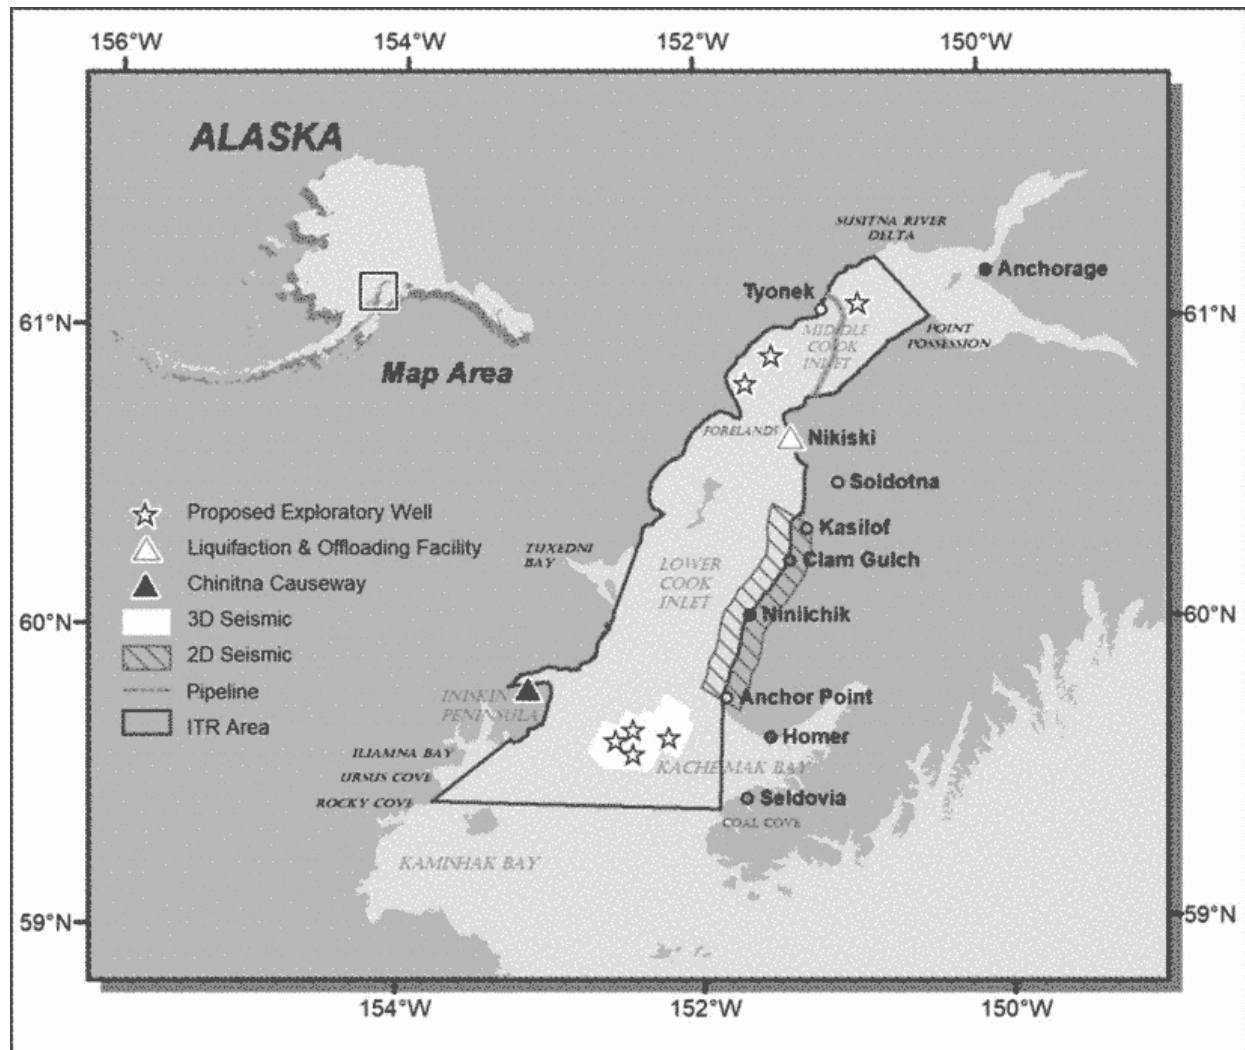 156°W 154°W 152°W 150°W
ALASKA
SUSITNA RIVER
DELTA
Anchorage
Tyonek
61°N
61°N
MIDDLE
COOK
INLET
POINT
POSSESSION
Map Area
FORELANDS
Nikiski
Soldotna
Proposed Exploratory Well
Kasilof
Liquifaction & Offloading Facility
TUXEDNI
BAY
Clam Gulch
LOWER
COOK
INLET
Chinitna Causeway
3D Seismic
60°N
Ninilchik
60°N
2D Seismic
Pipeline
INISKIN
PENINSULA
Anchor Point
ITR Area
Homer
ILIAMNA BAY
KACHEMAK BAY
URSUS COVE
ROCKY COVE
Seldovia
COAL COVE
KAMISHAK BAY
59°N
59°N
154°W 152°W 150°W